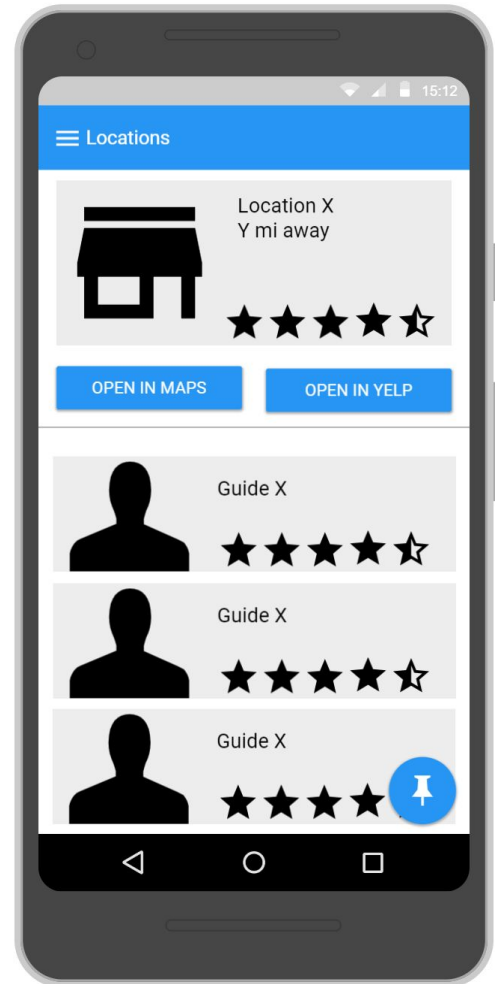 15:12
Locations
Location X
Y mi away
OPEN IN MAPS
OPEN IN YELP
Guide X
Guide X
Guide X